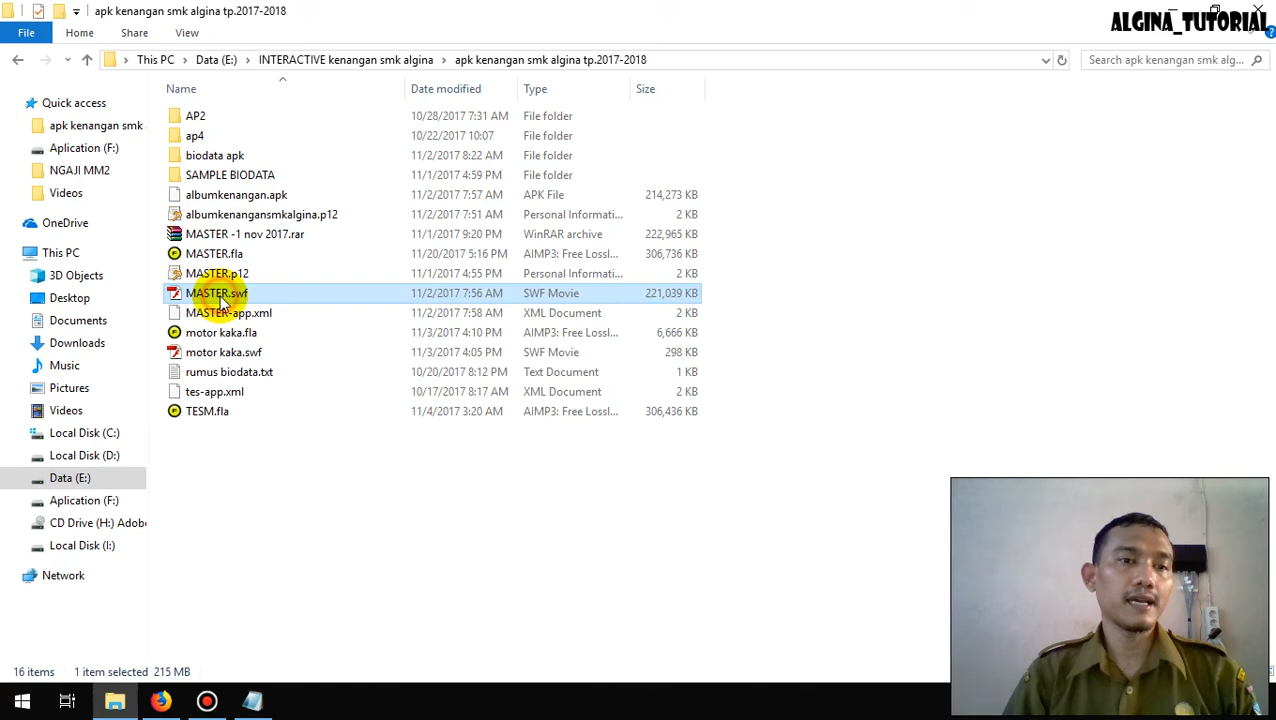 apk kenangan smk algina tp.2017-2018
ALGINA_TUTORIAL
File Home Share View
This PC Data (E:) INTERACTIVE kenangan smk algina apk kenangan smk algina tp.2017-2018 Search apk kenangan smk alg...
Name Date modified Type Size
Quick access
apk kenangan smk
Aplication (F:)
NGAJI MM2
Videos
OneDrive
This PC
3D Objects
Desktop
Documents
Downloads
Music
Pictures
Videos
Local Disk (C:)
Local Disk (D:)
Data (E:)
Aplication (F:)
CD Drive (H:) Adob
Local Disk (I:)
Network
AP2 10/28/2017 7:31 AM File folder
ap4 10/22/2017 10:07 File folder
biodata apk 11/2/2017 8:22 AM File folder
SAMPLE BIODATA 11/1/2017 4:59 PM File folder
albumkenangan.apk 11/2/2017 7:57 AM APK File 214,273 KB
albumkenangansmkalgina.p12 11/2/2017 7:51 AM Personal Informati... 2 KB
MASTER -1 nov 2017.rar 11/1/2017 9:20 PM WinRAR archive 222,965 KB
MASTER.fla 11/20/2017 5:16 PM AIMP3: Free Lossl... 306,736 KB
MASTER.p12 11/1/2017 4:55 PM Personal Informati... 2 KB
MASTER.swf 11/2/2017 7:56 AM SWF Movie 221,039 KB
MASTER-app.xml 11/2/2017 7:58 AM XML Document 2 KB
motor kaka.fla 11/3/2017 4:10 PM AIMP3: Free Lossl... 6,666 KB
motor kaka.swf 11/3/2017 4:05 PM SWF Movie 298 KB
rumus biodata.txt 10/20/2017 8:12 PM Text Document 1 KB
tes-app.xml 10/17/2017 8:17 AM XML Document 2 KB
TESM.fla 11/4/2017 3:20 AM AIMP3: Free Lossl... 306,436 KB
16 items 1 item selected 215 MB